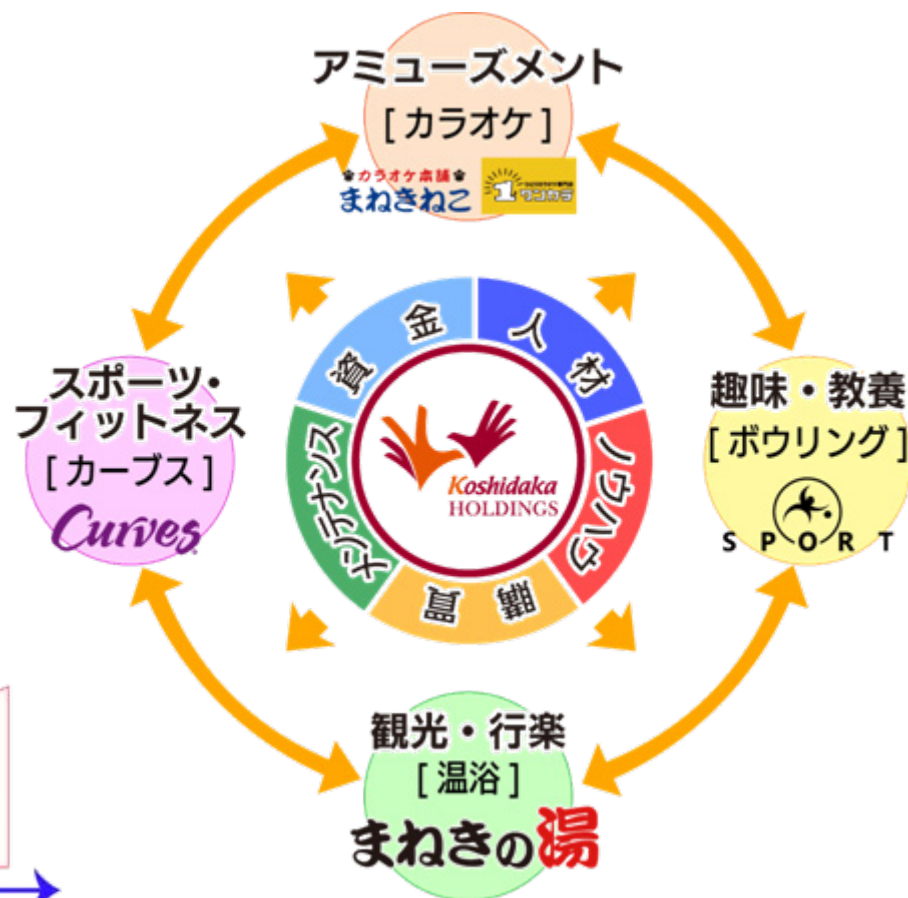 アミューズメント
[ カラオケ ]
カラオケ本舗
まねきねこ
1
ワンカラ
スポーツ・
フィットネス
[ カーブス ]
Curves
趣味・教養
[ ボウリング ]
SPORT
資金
人材
ノウハウ
購買
メンテナンス
Koshidaka
HOLDINGS
観光・行楽
[ 温浴 ]
まねきの湯